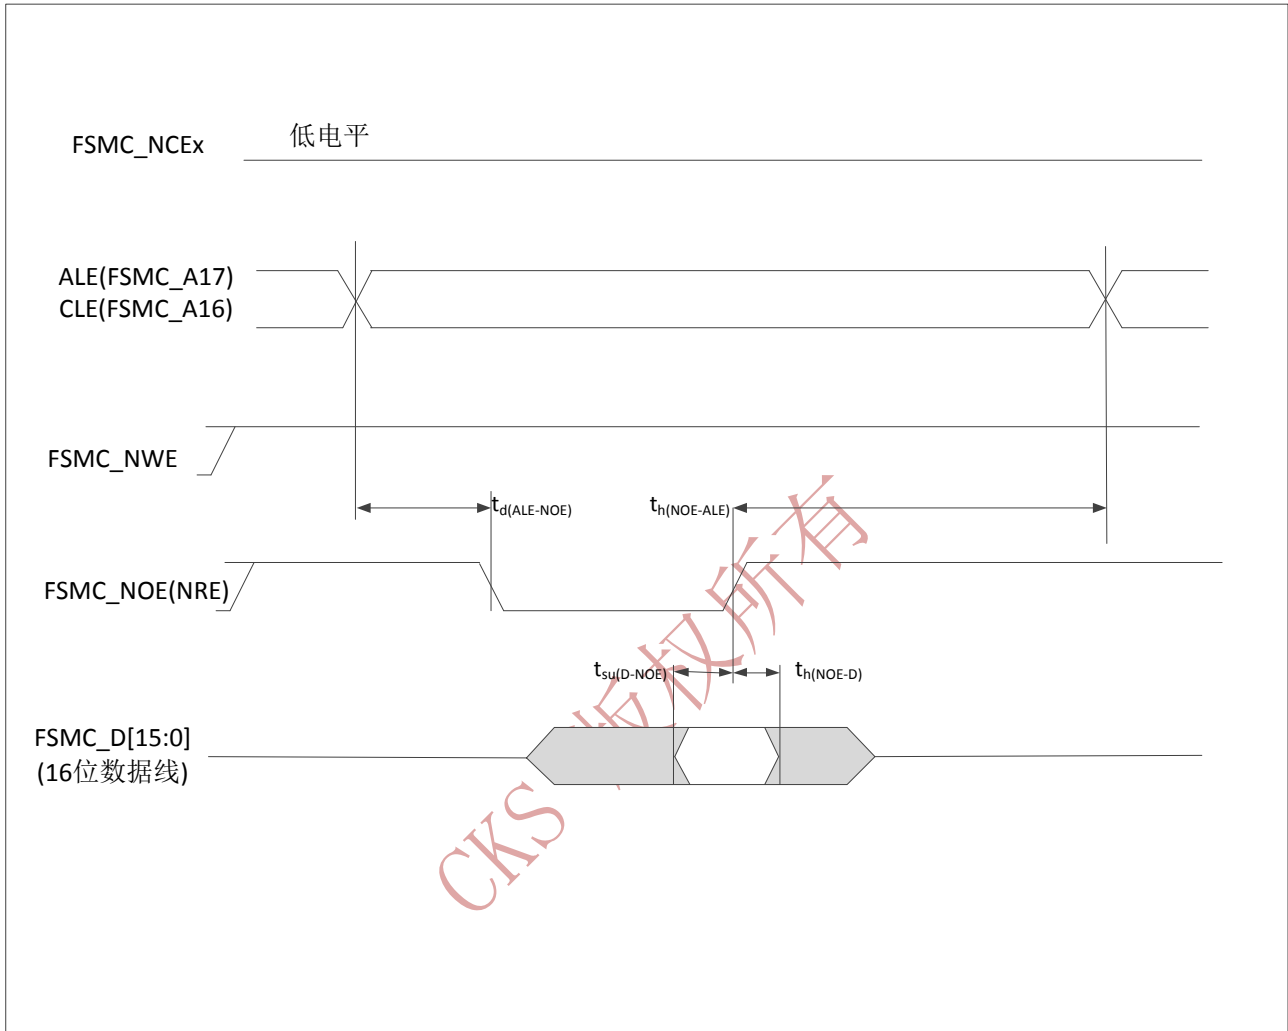 FSMC_NCEx
低电平
ALE(FSMC_A17)
CLE(FSMC_A16)
FSMC_NWE
td(ALE-NOE)
th(NOE-ALE)
FSMC_NOE(NRE)
tsu(D-NOE)
th(NOE-D)
FSMC_D[15:0]
(16位数据线)
CKS 版权所有